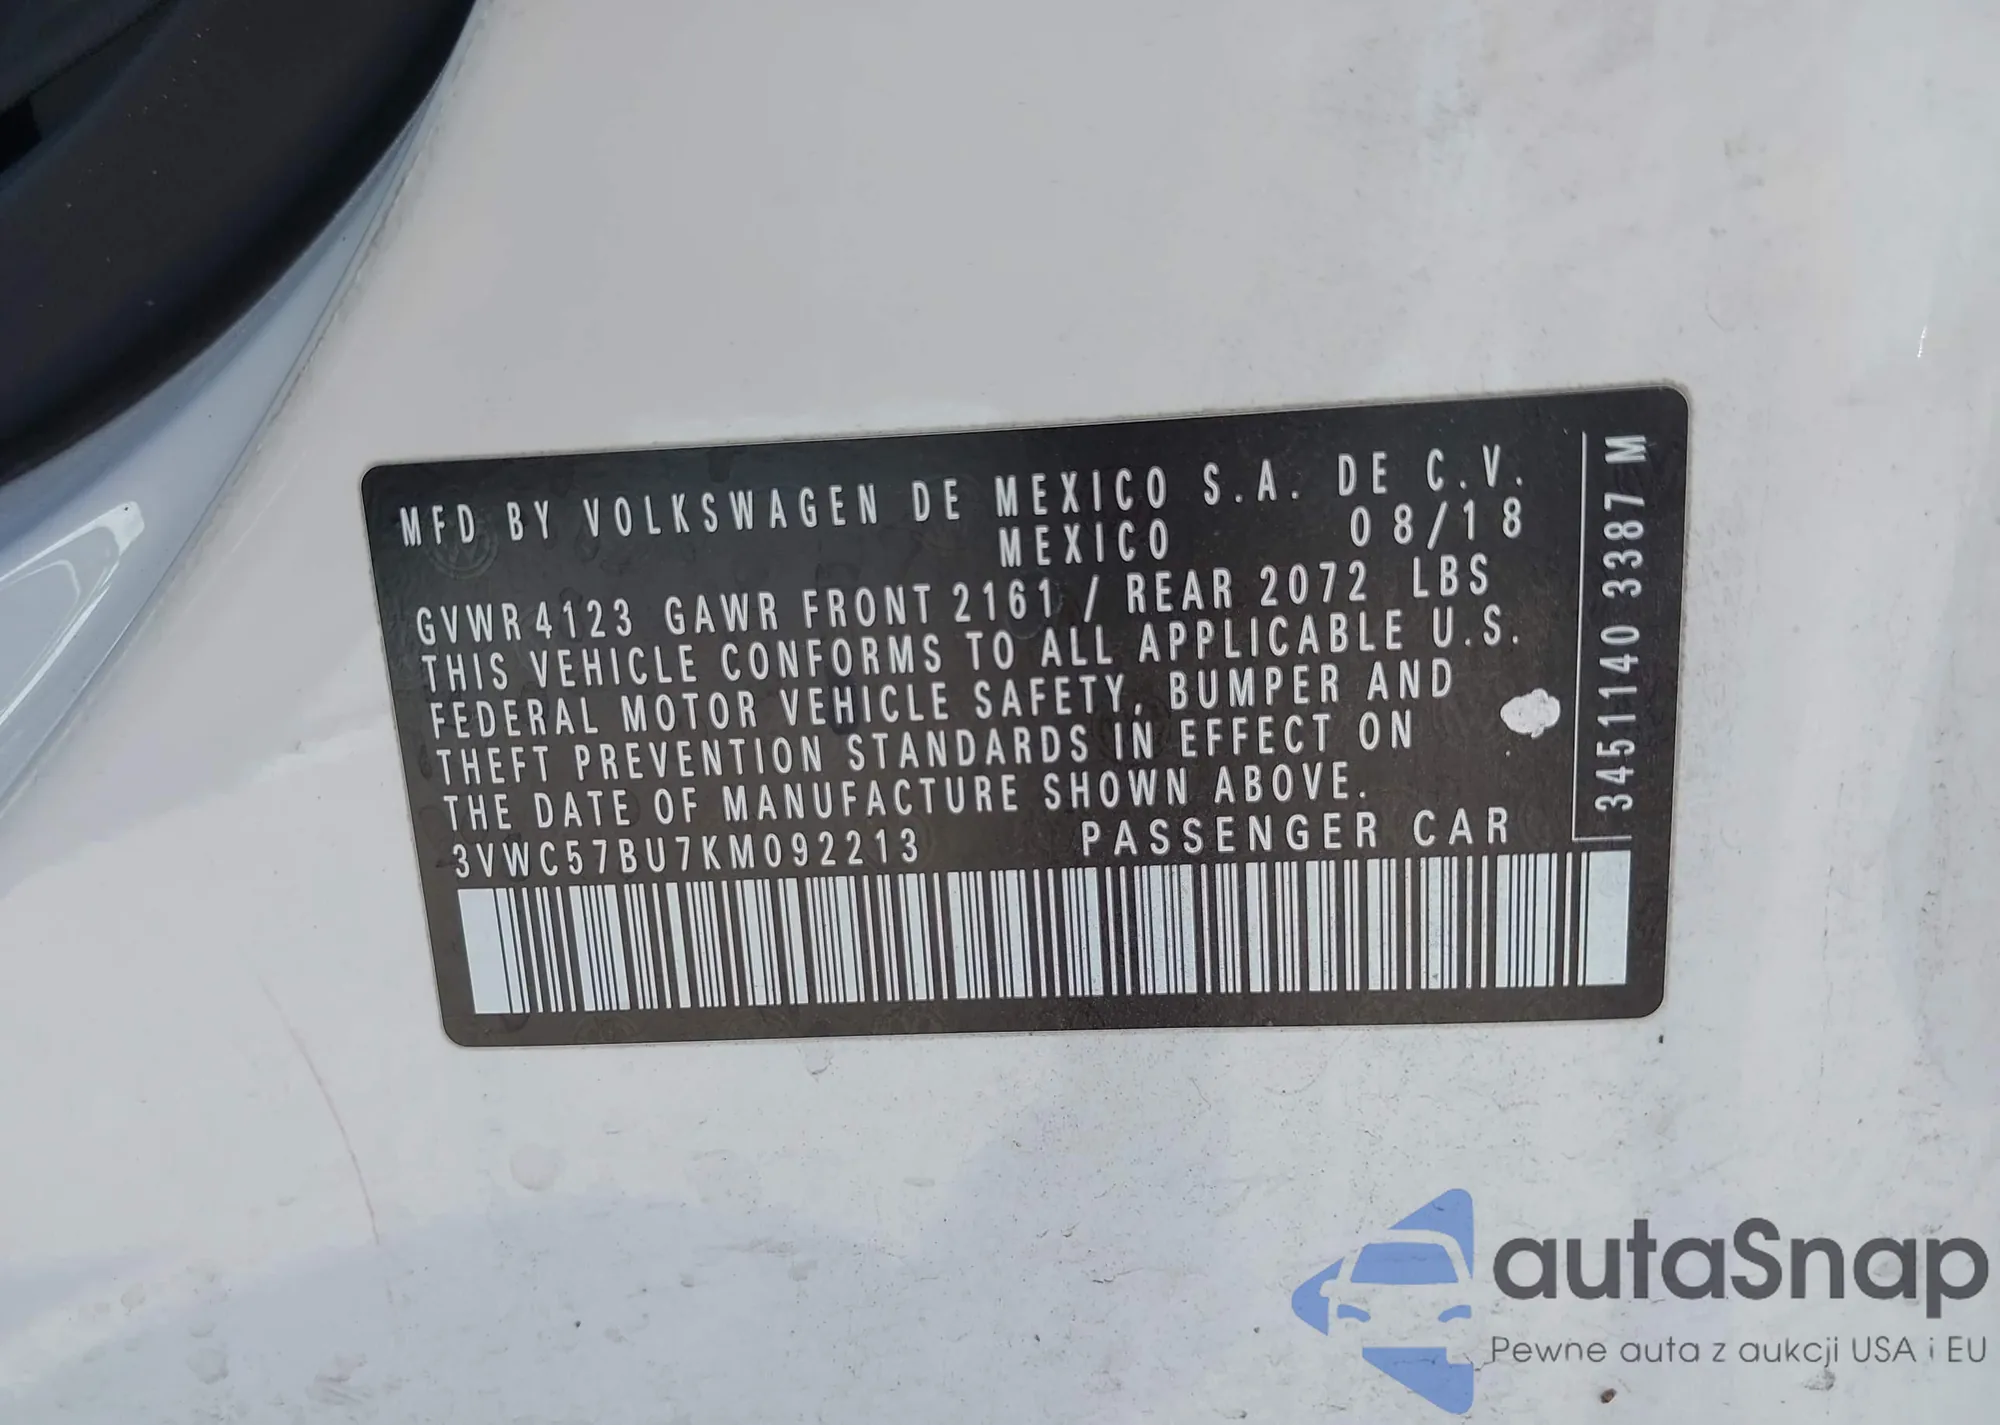 MFD BY VOLKSWAGEN DE MEXICO S.A. DE C.V.
MEXICO 08/18
GVWR 4123 GAWR FRONT 2161 / REAR 2072 LBS
THIS VEHICLE CONFORMS TO ALL APPLICABLE U.S.
FEDERAL MOTOR VEHICLE SAFETY, BUMPER AND
THEFT PREVENTION STANDARDS IN EFFECT ON
THE DATE OF MANUFACTURE SHOWN ABOVE.
3VWC57BU7KM092213 PASSENGER CAR
3451140 3387 M
autaSnap
Pewne auta z aukcji USA i EU